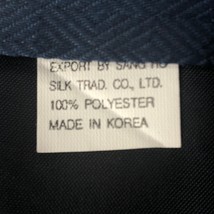 EXPORT BY SANG HO
SILK TRAD. CO., LTD.
100% POLYESTER
MADE IN KOREA